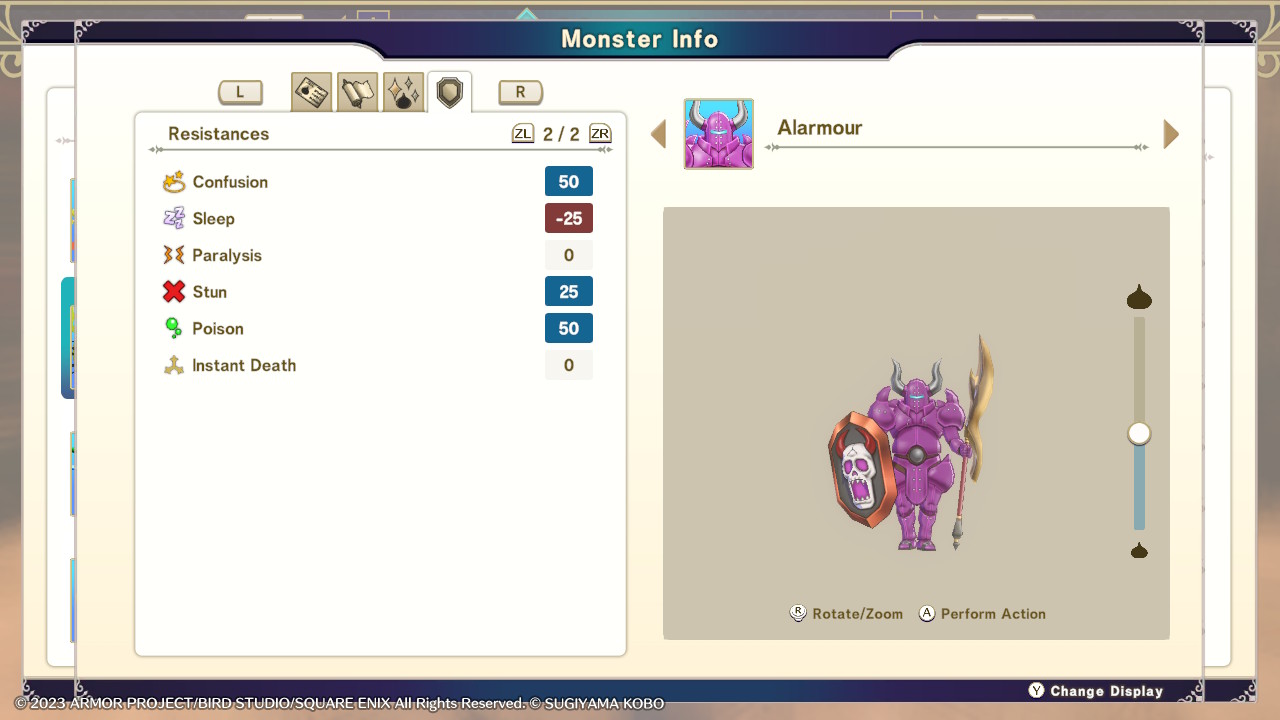 Monster Info
L
R
Resistances
ZL 2 / 2 ZR
Confusion 50
Sleep -25
Paralysis 0
Stun 25
Poison 50
Instant Death 0
Alarmour
R Rotate/Zoom A Perform Action
Y Change Display
© 2023 ARMOR PROJECT/BIRD STUDIO/SQUARE ENIX All Rights Reserved. © SUGIYAMA KOBO